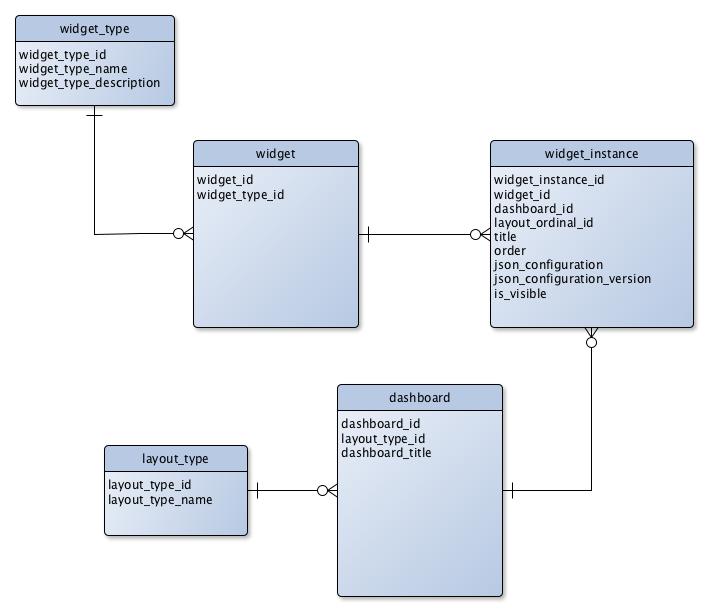 widget_type
widget_type_id
widget_type_name
widget_type_description
widget
widget_id
widget_type_id
widget_instance
widget_instance_id
widget_id
dashboard_id
layout_ordinal_id
title
order
json_configuration
json_configuration_version
is_visible
dashboard
dashboard_id
layout_type_id
dashboard_title
layout_type
layout_type_id
layout_type_name